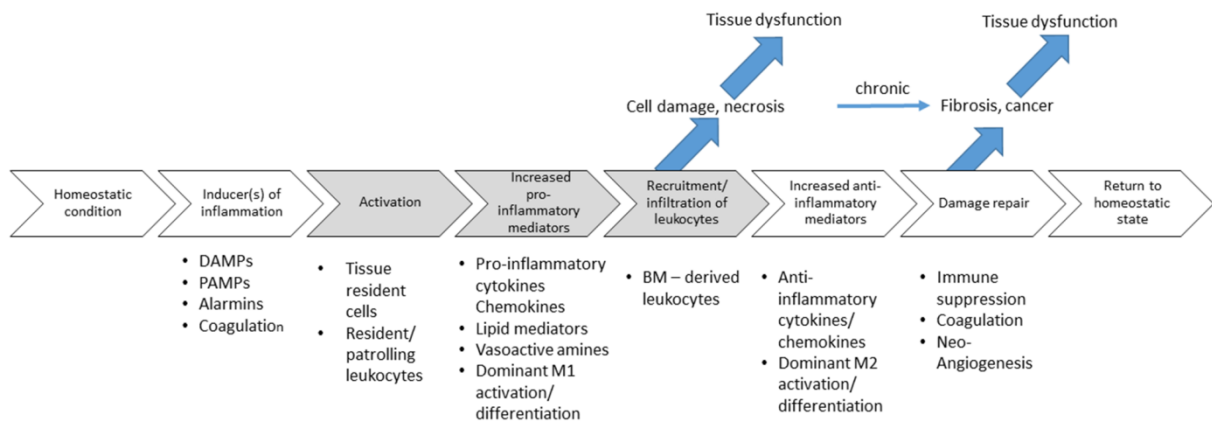 Tissue dysfunction
Tissue dysfunction
Cell damage, necrosis
chronic
Fibrosis, cancer
Homeostatic
condition
Inducer(s) of
inflammation
Activation
Increased
pro-
inflammatory
mediators
Recruitment/
infiltration of
leukocytes
Increased anti-
inflammatory
mediators
Damage repair
Return to
homeostatic
state
• DAMPs
• PAMPs
• Alarmins
• Coagulation
• Tissue
resident
cells
• Resident/
patrolling
leukocytes
• Pro-inflammatory
cytokines
Chemokines
• Lipid mediators
• Vasoactive amines
• Dominant M1
activation/
differentiation
• BM – derived
leukocytes
• Anti-
inflammatory
cytokines/
chemokines
• Dominant M2
activation/
differentiation
• Immune
suppression
• Coagulation
• Neo-
Angiogenesis